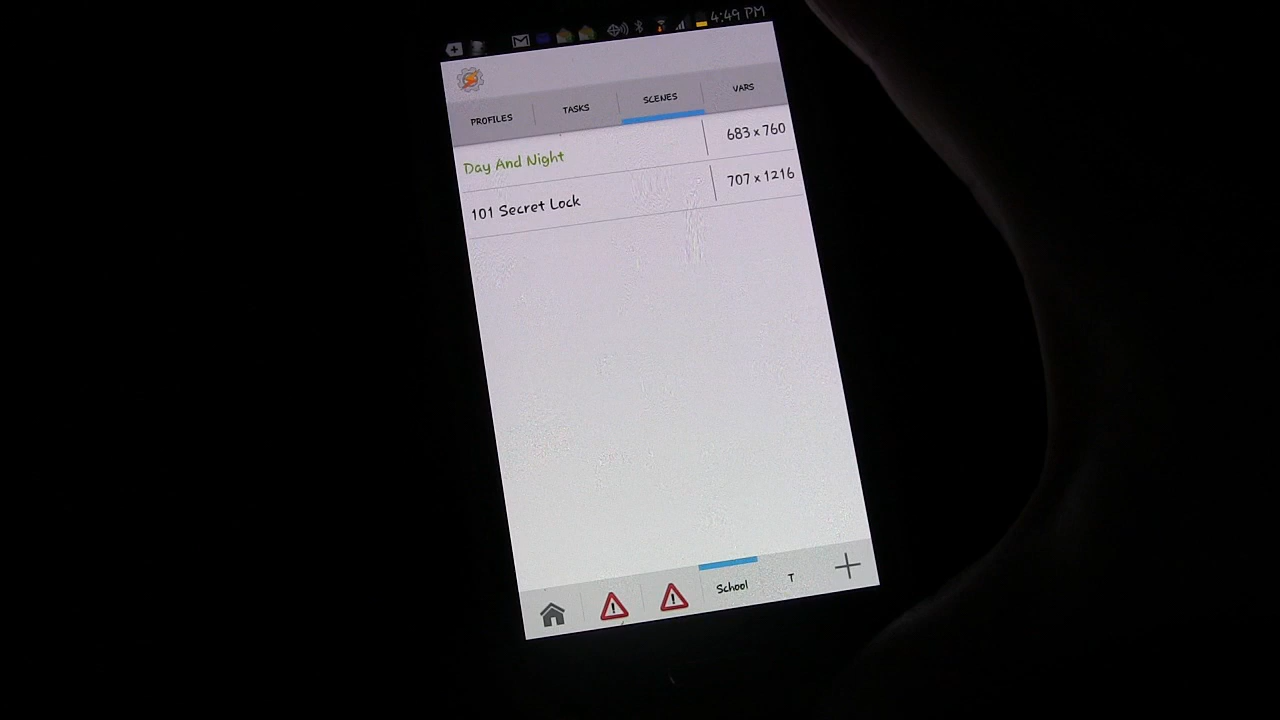 4:49 PM
PROFILES TASKS SCENES VARS
Day And Night 683 x 760
101 Secret Lock 707 x 1216
School T